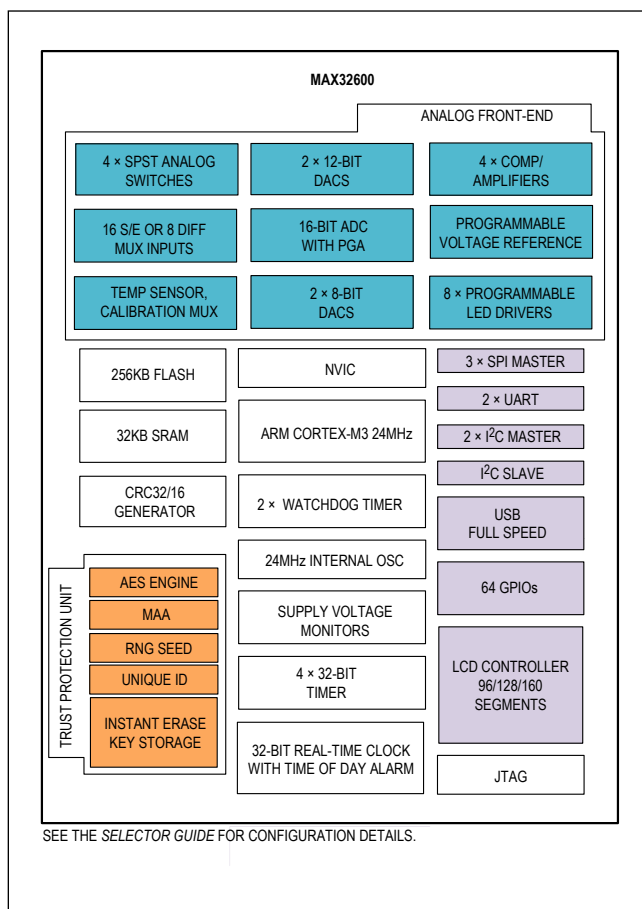 MAX32600
ANALOG FRONT-END
4 × SPST ANALOG
SWITCHES
2 × 12-BIT
DACS
4 × COMP/
AMPLIFIERS
16 S/E OR 8 DIFF
MUX INPUTS
16-BIT ADC
WITH PGA
PROGRAMMABLE
VOLTAGE REFERENCE
TEMP SENSOR,
CALIBRATION MUX
2 × 8-BIT
DACS
8 × PROGRAMMABLE
LED DRIVERS
256KB FLASH
32KB SRAM
CRC32/16
GENERATOR
TRUST PROTECTION UNIT
AES ENGINE
MAA
RNG SEED
UNIQUE ID
INSTANT ERASE
KEY STORAGE
NVIC
ARM CORTEX-M3 24MHz
2 × WATCHDOG TIMER
24MHz INTERNAL OSC
SUPPLY VOLTAGE
MONITORS
4 × 32-BIT
TIMER
32-BIT REAL-TIME CLOCK
WITH TIME OF DAY ALARM
3 × SPI MASTER
2 × UART
2 × I²C MASTER
I²C SLAVE
USB
FULL SPEED
64 GPIOs
LCD CONTROLLER
96/128/160
SEGMENTS
JTAG
SEE THE SELECTOR GUIDE FOR CONFIGURATION DETAILS.